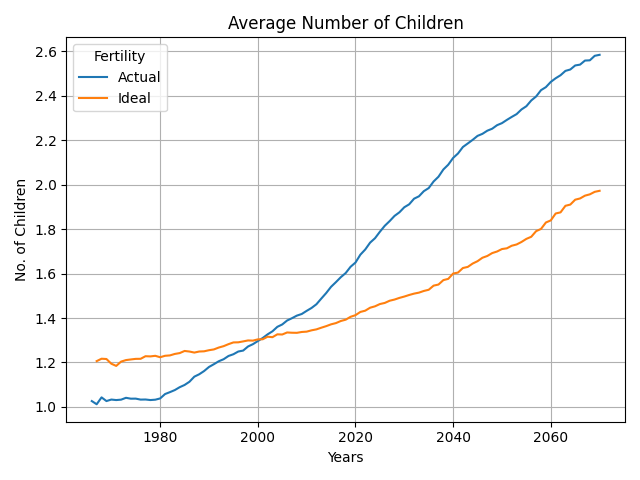 Average Number of Children
Fertility
Actual
Ideal
No. of Children
2.6
2.4
2.2
2.0
1.8
1.6
1.4
1.2
1.0
1980 2000 2020 2040 2060
Years